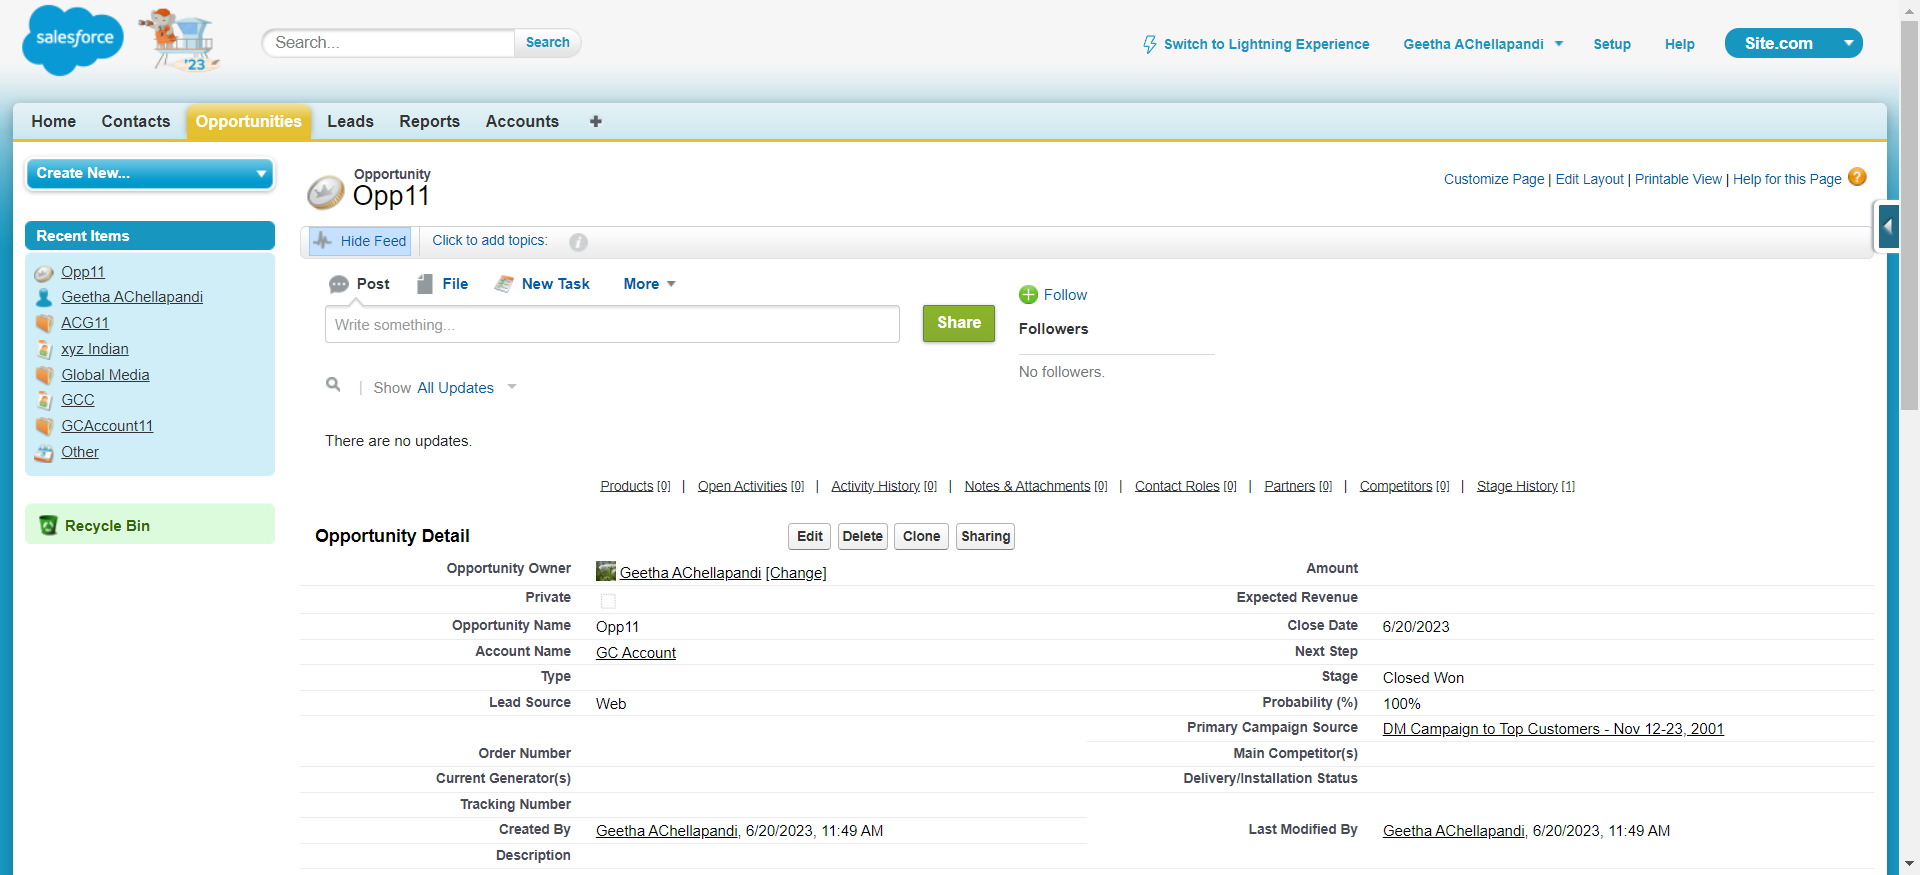 salesforce
'23
Search...
Search
Switch to Lightning Experience
Geetha AChellapandi
Setup
Help
Site.com
Home
Contacts
Opportunities
Leads
Reports
Accounts
Create New...
Recent Items
Opp11
Geetha AChellapandi
ACG11
xyz Indian
Global Media
GCC
GCAccount11
Other
Recycle Bin
Opportunity
Opp11
Customize Page | Edit Layout | Printable View | Help for this Page
Hide Feed
Click to add topics:
Post
File
New Task
More
Write something...
Share
Follow
Followers
No followers.
Show All Updates
There are no updates.
Products [0] | Open Activities [0] | Activity History [0] | Notes & Attachments [0] | Contact Roles [0] | Partners [0] | Competitors [0] | Stage History [1]
Opportunity Detail
Edit
Delete
Clone
Sharing
Opportunity Owner Geetha AChellapandi [Change]
Amount
Private
Expected Revenue
Opportunity Name Opp11
Close Date 6/20/2023
Account Name GC Account
Next Step
Type
Stage Closed Won
Lead Source Web
Probability (%) 100%
Primary Campaign Source DM Campaign to Top Customers - Nov 12-23, 2001
Order Number
Main Competitor(s)
Current Generator(s)
Delivery/Installation Status
Tracking Number
Created By Geetha AChellapandi, 6/20/2023, 11:49 AM
Last Modified By Geetha AChellapandi, 6/20/2023, 11:49 AM
Description